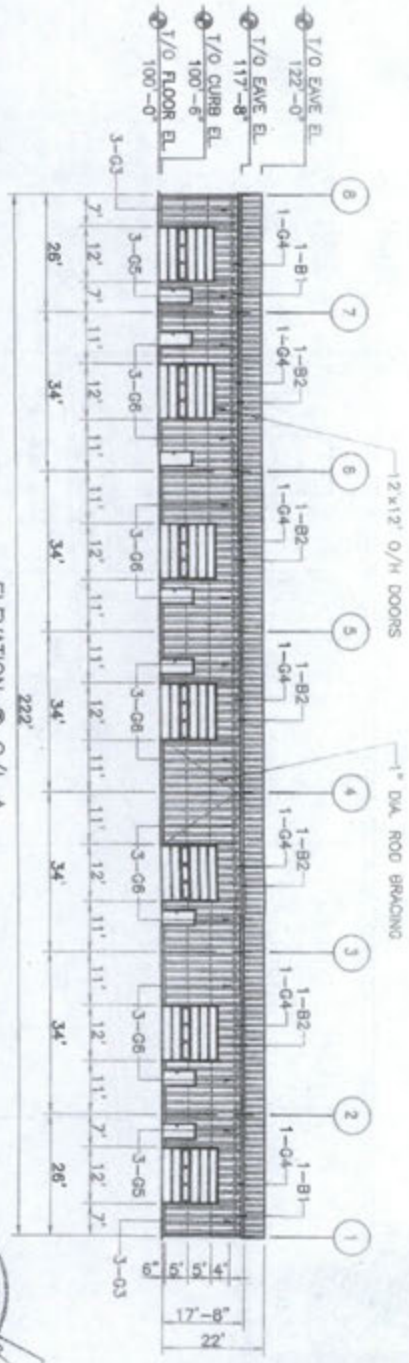 T/O EAVE EL
122'-0"
T/O EAVE EL
117'-8"
T/O CURB EL
100'-6"
T/O FLOOR EL
100'-0"
8
7
6
5
4
3
2
1
12'x12' O/H DOORS
1" DIA. ROD BRACING
1-B1
1-G4
1-B2
1-G4
1-B2
1-G4
1-B2
1-G4
1-B2
1-G4
1-B2
1-G4
1-B1
1-G4
3-G3
3-G5
3-G6
3-G6
3-G6
3-G6
3-G6
3-G5
3-G3
7' 12' 7' 11' 12' 11' 11' 12' 11' 11' 12' 11' 11' 12' 11' 11' 12' 11' 7' 12' 7'
26' 34' 34' 34' 34' 34' 26'
222'
6" 5' 4'
17'-8"
22'